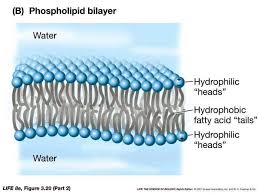 (B) Phospholipid bilayer
Water
Hydrophilic
"heads"
Hydrophobic
fatty acid "tails"
Hydrophilic
"heads"
Water
LIFE 8e, Figure 3.20 (Part 2)